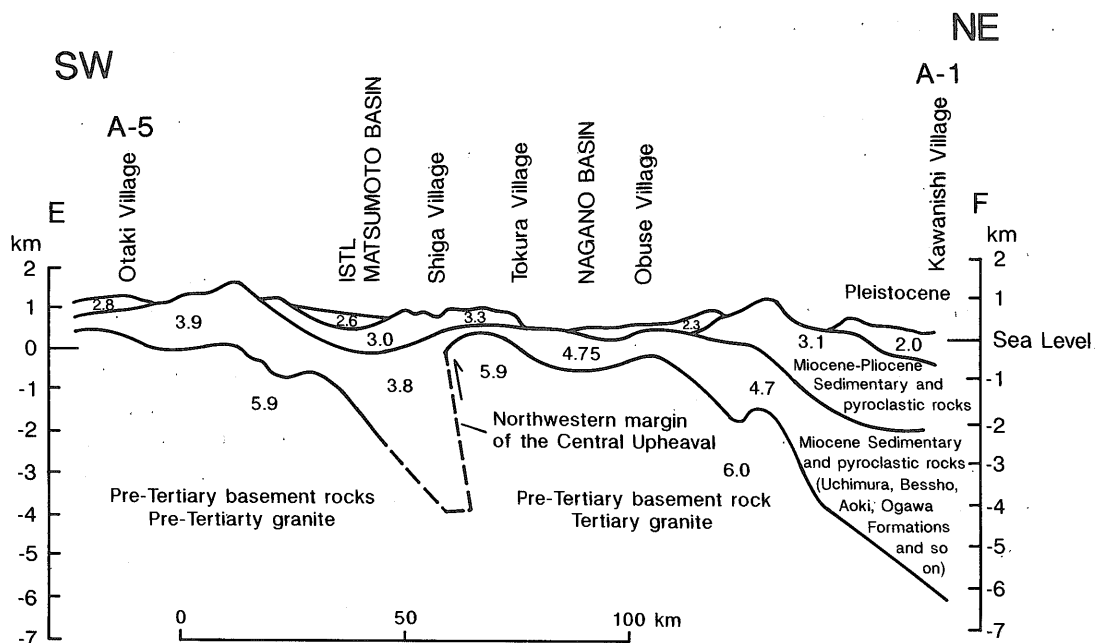 SW
NE
A-5
A-1
Otaki Village
ISTL
MATSUMOTO BASIN
Shiga Village
Tokura Village
NAGANO BASIN
Obuse Village
Kawanishi Village
E
F
km
km
2
1
0
-1
-2
-3
-4
-5
-6
-7
2
1
Sea Level
-1
-2
-3
-4
-5
-6
-7
2.8
3.9
2.6
3.0
3.3
2.3
3.1
2.0
Pleistocene
5.9
3.8
5.9
4.75
4.7
6.0
Miocene-Pliocene
Sedimentary and
pyroclastic rocks
Northwestern margin
of the Central Upheaval
Miocene Sedimentary
and pyroclastic rocks
(Uchimura, Bessho,
Aoki, Ogawa
Formations
and so
on)
Pre-Tertiary basement rocks
Pre-Tertiarty granite
Pre-Tertiary basement rock
Tertiary granite
0
50
100 km